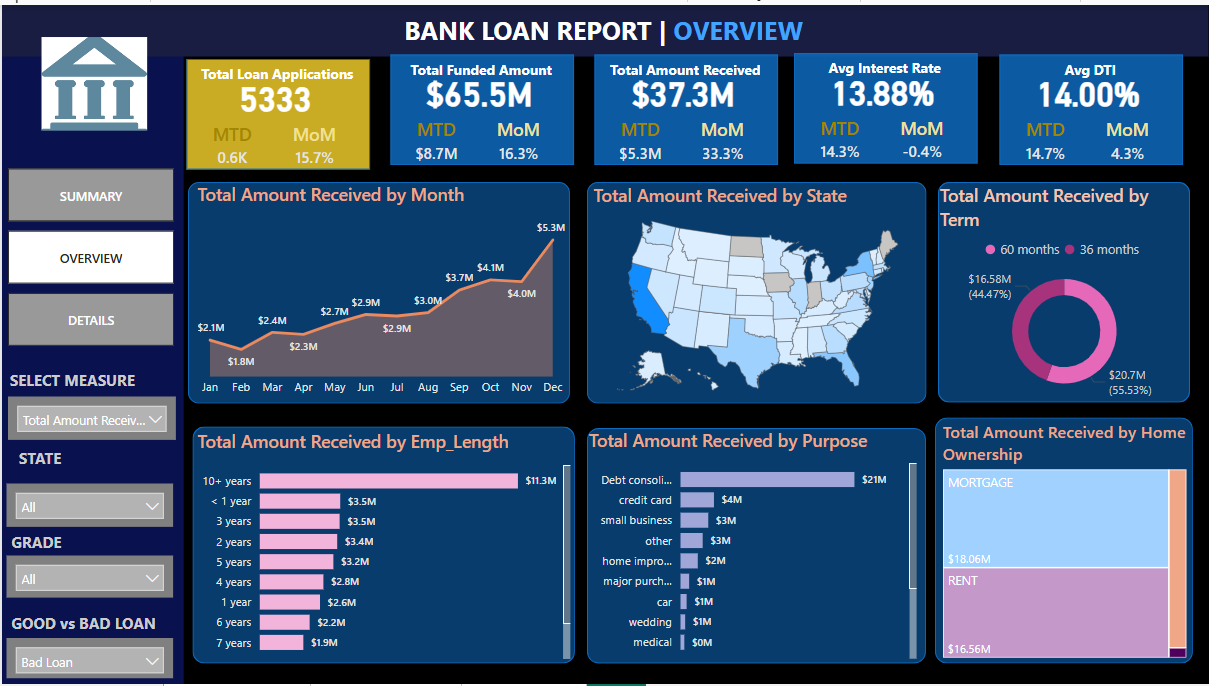 BANK LOAN REPORT | OVERVIEW
Total Loan Applications
5333
MTD MoM
0.6K 15.7%
Total Funded Amount
$65.5M
MTD MoM
$8.7M 16.3%
Total Amount Received
$37.3M
MTD MoM
$5.3M 33.3%
Avg Interest Rate
13.88%
MTD MoM
14.3% -0.4%
Avg DTI
14.00%
MTD MoM
14.7% 4.3%
SUMMARY
OVERVIEW
DETAILS
SELECT MEASURE
Total Amount Receiv...
STATE
All
GRADE
All
GOOD vs BAD LOAN
Bad Loan
Total Amount Received by Month
$2.1M
$1.8M
$2.4M
$2.3M
$2.7M
$2.9M
$2.9M
$3.0M
$3.7M
$4.1M
$4.0M
$5.3M
Jan Feb Mar Apr May Jun Jul Aug Sep Oct Nov Dec
Total Amount Received by State
Total Amount Received by
Term
60 months 36 months
$16.58M
(44.47%)
$20.7M
(55.53%)
Total Amount Received by Emp_Length
10+ years $11.3M
< 1 year $3.5M
3 years $3.5M
2 years $3.4M
5 years $3.2M
4 years $2.8M
1 year $2.6M
6 years $2.2M
7 years $1.9M
Total Amount Received by Purpose
Debt consoli... $21M
credit card $4M
small business $3M
other $3M
home impro... $2M
major purch... $1M
car $1M
wedding $1M
medical $0M
Total Amount Received by Home
Ownership
MORTGAGE
$18.06M
RENT
$16.56M